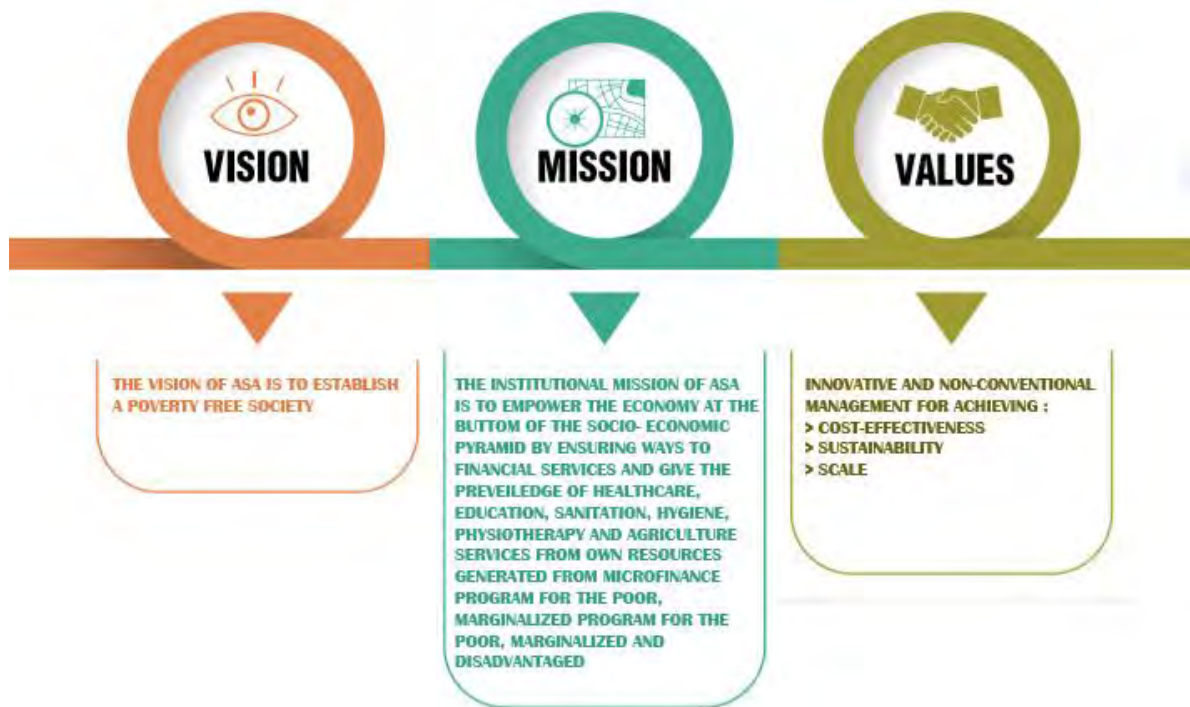 VISION
MISSION
VALUES
THE VISION OF ASA IS TO ESTABLISH
A POVERTY FREE SOCIETY
THE INSTITUTIONAL MISSION OF ASA
IS TO EMPOWER THE ECONOMY AT THE
BUTTOM OF THE SOCIO- ECONOMIC
PYRAMID BY ENSURING WAYS TO
FINANCIAL SERVICES AND GIVE THE
PREVEILEDGE OF HEALTHCARE,
EDUCATION, SANITATION, HYGIENE,
PHYSIOTHERAPY AND AGRICULTURE
SERVICES FROM OWN RESOURCES
GENERATED FROM MICROFINANCE
PROGRAM FOR THE POOR,
MARGINALIZED PROGRAM FOR THE
POOR, MARGINALIZED AND
DISADVANTAGED
INNOVATIVE AND NON-CONVENTIONAL
MANAGEMENT FOR ACHIEVING :
> COST-EFFECTIVENESS
> SUSTAINABILITY
> SCALE